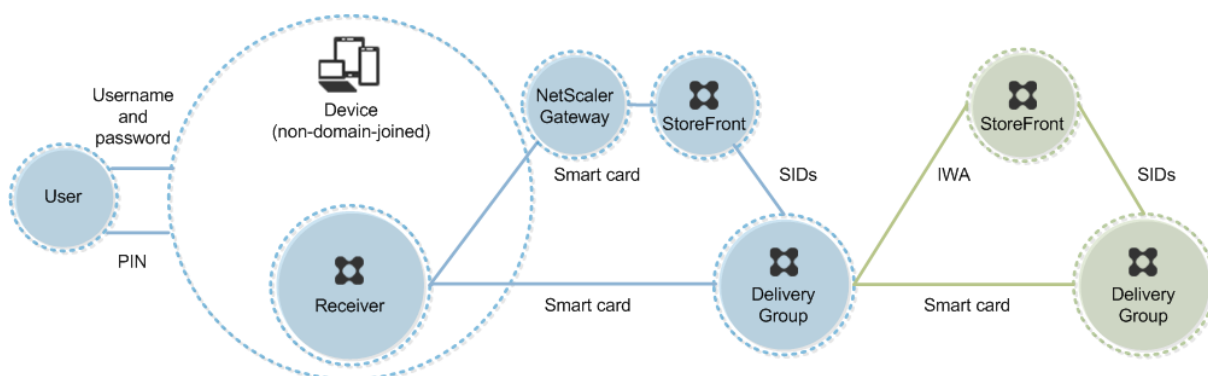 Username
and
password
User
PIN
Device
(non-domain-joined)
Receiver
NetScaler
Gateway
StoreFront
Smart card
SIDs
Smart card
Delivery
Group
IWA
StoreFront
SIDs
Smart card
Delivery
Group